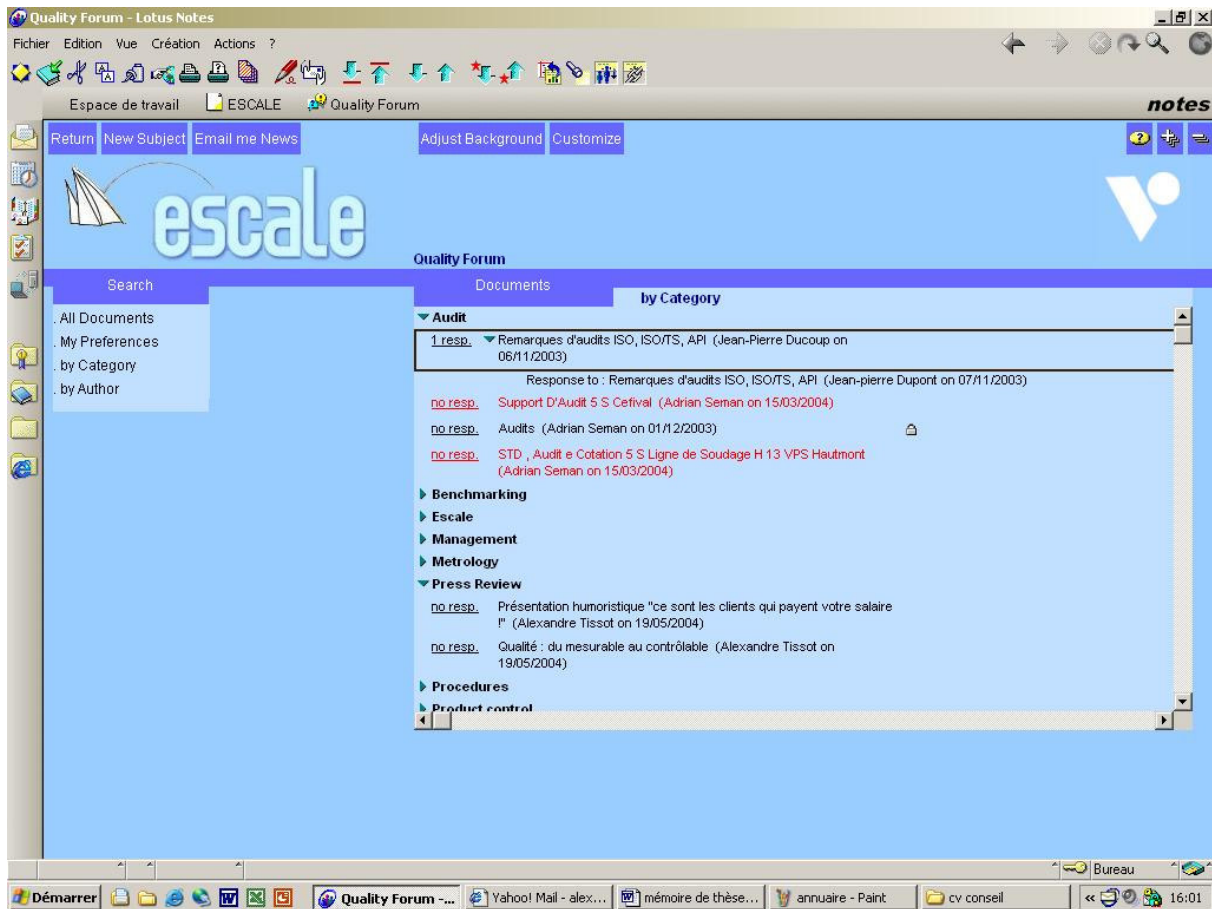 Quality Forum - Lotus Notes
Fichier Edition Vue Création Actions ?
Espace de travail ESCALE Quality Forum notes
Return New Subject Email me News Adjust Background Customize
escale
Quality Forum
Search
. All Documents
. My Preferences
. by Category
. by Author
Documents
by Category
Audit
1 resp. Remarques d'audits ISO, ISO/TS, API (Jean-Pierre Ducoup on
06/11/2003)
Response to : Remarques d'audits ISO, ISO/TS, API (Jean-pierre Dupont on 07/11/2003)
no resp. Support D'Audit 5 S Cefival (Adrian Seman on 15/03/2004)
no resp. Audits (Adrian Seman on 01/12/2003)
no resp. STD , Audit e Cotation 5 S Ligne de Soudage H 13 VPS Hautmont
(Adrian Seman on 15/03/2004)
Benchmarking
Escale
Management
Metrology
Press Review
no resp. Présentation humoristique "ce sont les clients qui payent votre salaire
!" (Alexandre Tissot on 19/05/2004)
no resp. Qualité : du mesurable au contrôlable (Alexandre Tissot on
19/05/2004)
Procedures
Product control
Bureau
Démarrer Quality Forum -... Yahoo! Mail - alex... mémoire de thèse... annuaire - Paint cv conseil « 16:01